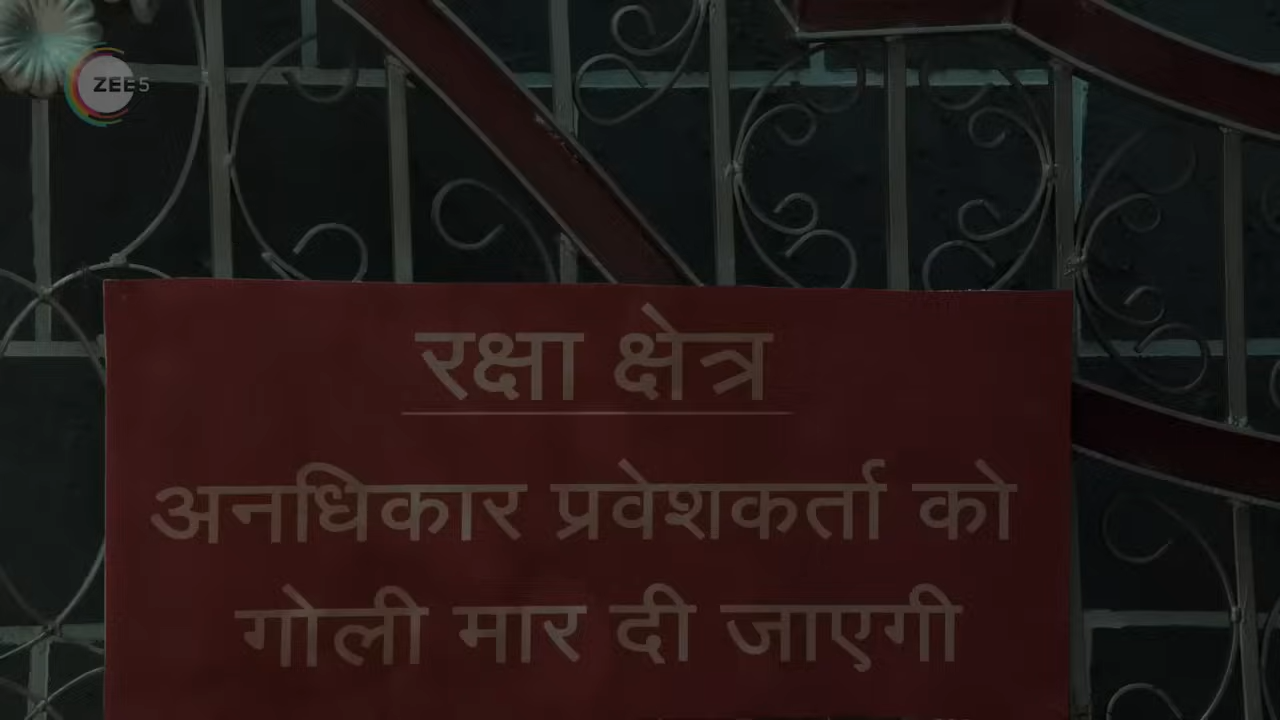 ZEE5
रक्षा क्षेत्र
अनधिकार प्रवेशकर्ता को
गोली मार दी जाएगी